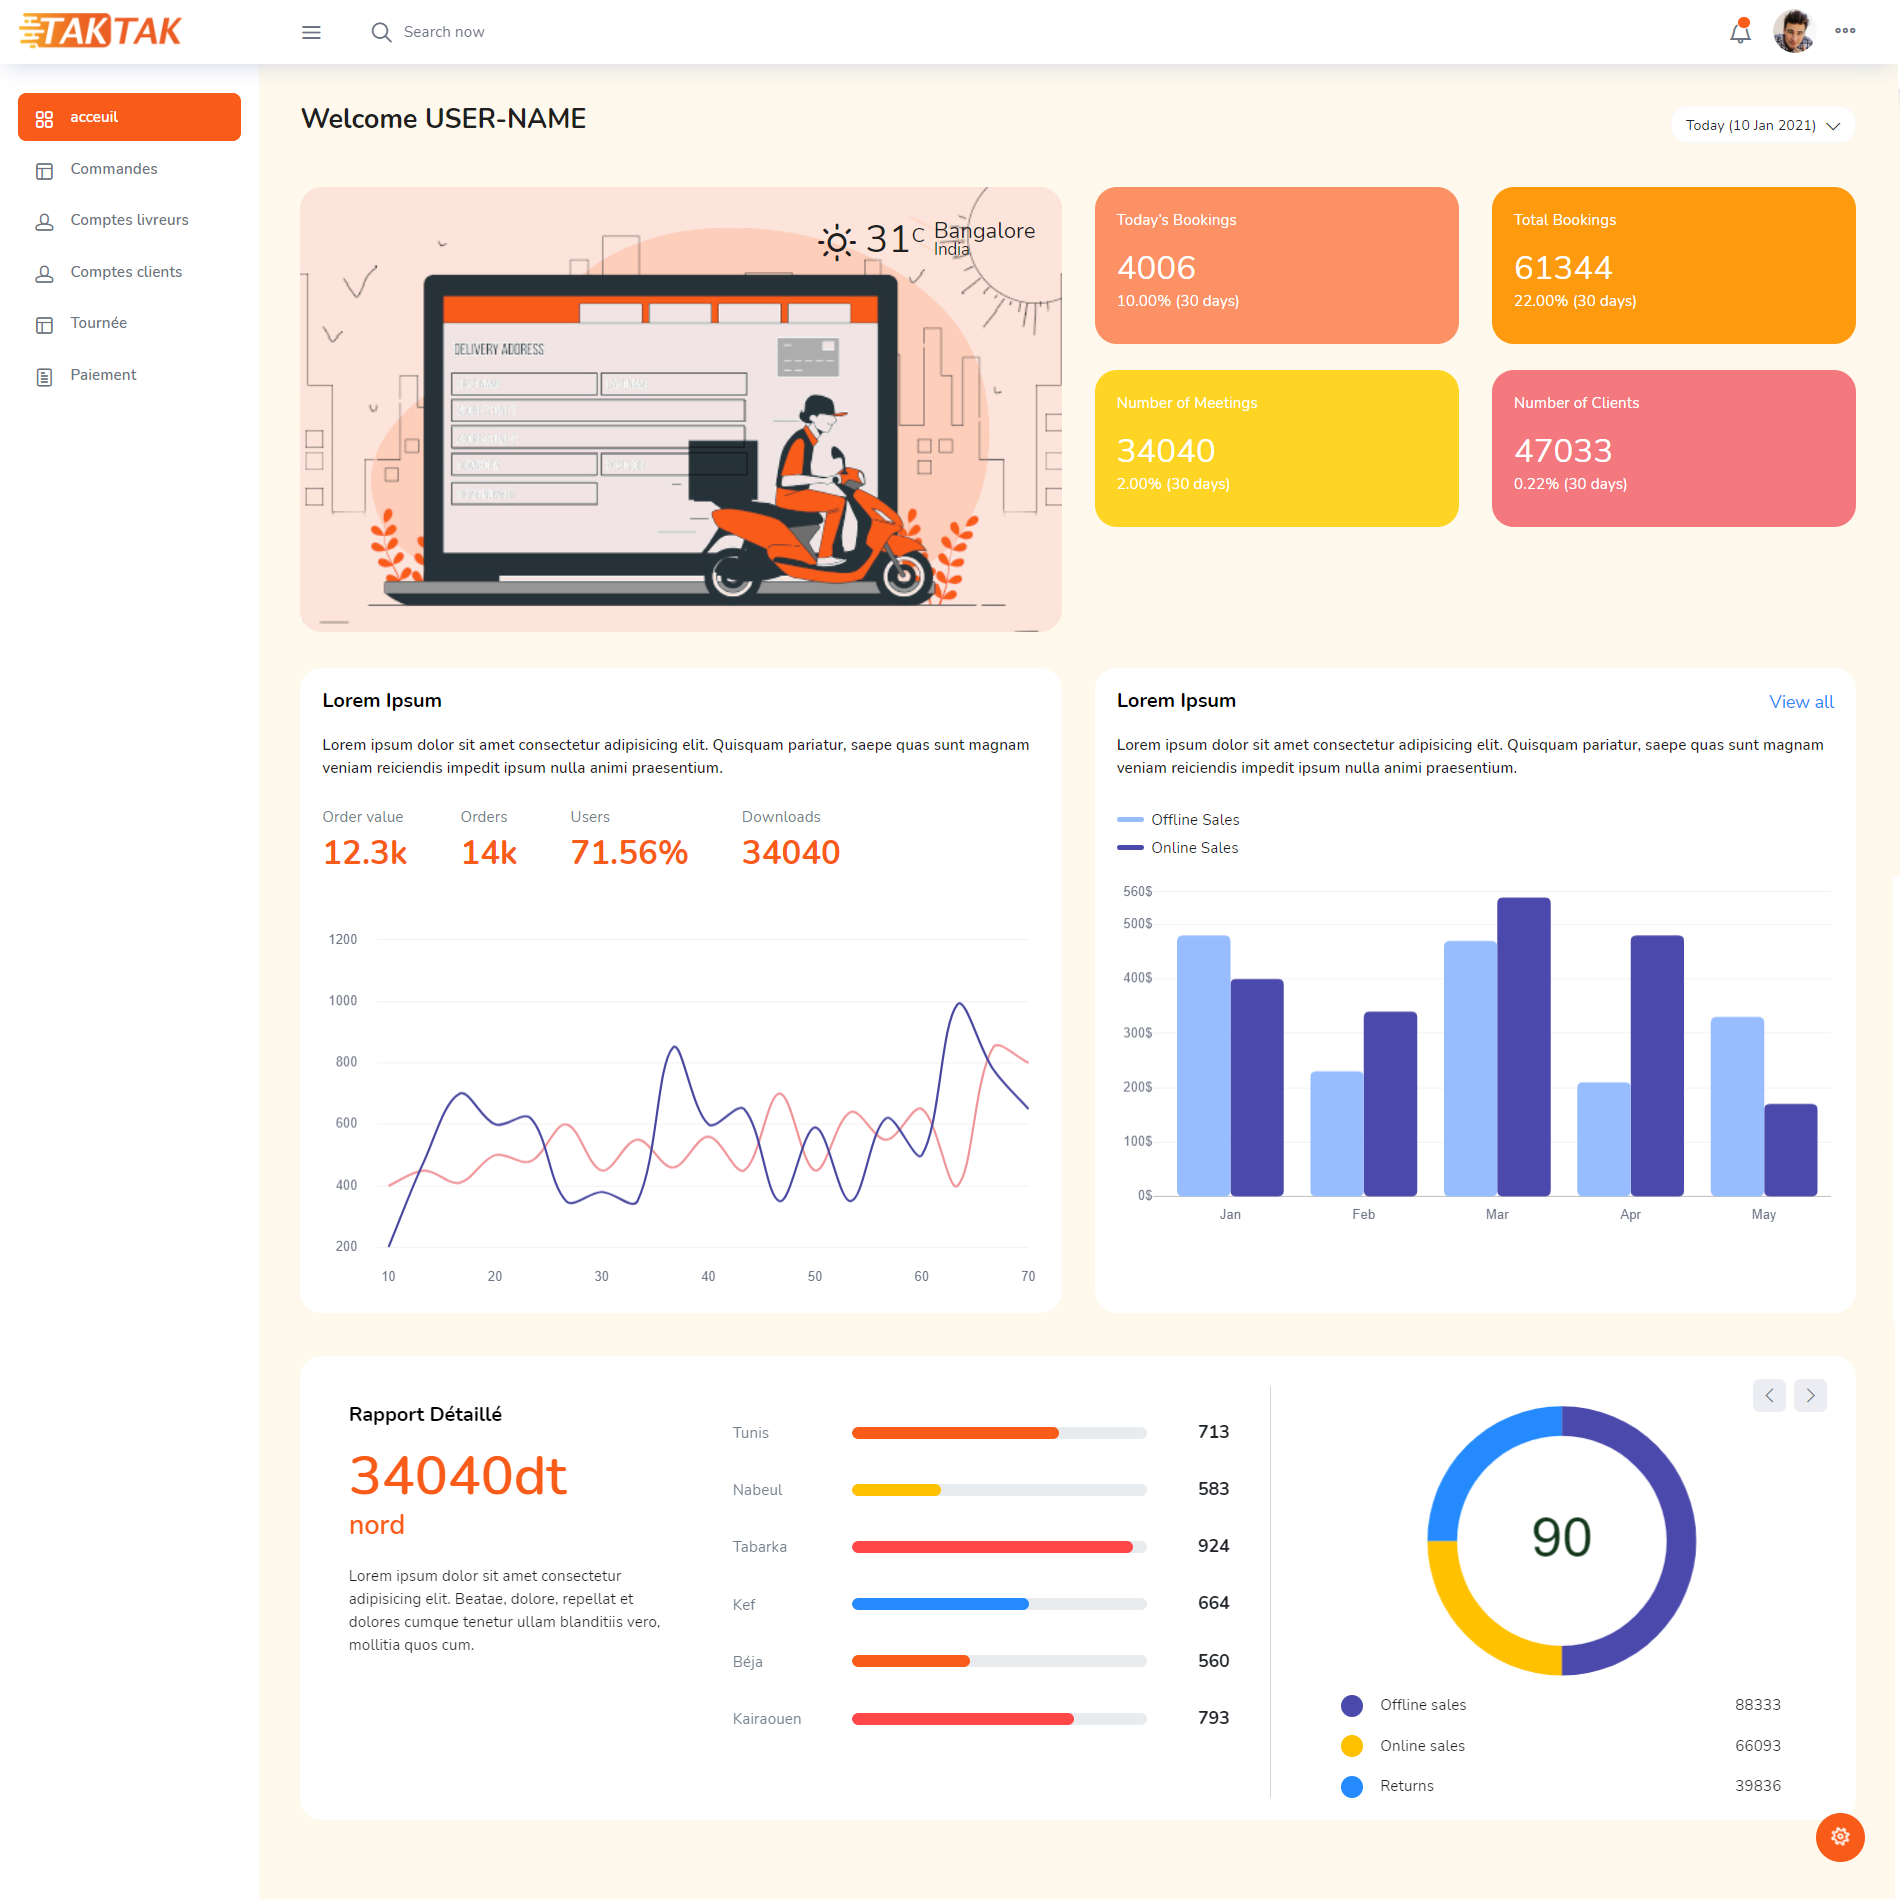 TAKTAK
Search now
acceuil
Commandes
Comptes livreurs
Comptes clients
Tournée
Paiement
Welcome USER-NAME
Today (10 Jan 2021)
31 C Bangalore
India
DELIVERY ADDRESS
Today's Bookings
4006
10.00% (30 days)
Total Bookings
61344
22.00% (30 days)
Number of Meetings
34040
2.00% (30 days)
Number of Clients
47033
0.22% (30 days)
Lorem Ipsum
Lorem ipsum dolor sit amet consectetur adipisicing elit. Quisquam pariatur, saepe quas sunt magnam
veniam reiciendis impedit ipsum nulla animi praesentium.
Order value
12.3k
Orders
14k
Users
71.56%
Downloads
34040
1200
1000
800
600
400
200
10 20 30 40 50 60 70
Lorem Ipsum
View all
Lorem ipsum dolor sit amet consectetur adipisicing elit. Quisquam pariatur, saepe quas sunt magnam
veniam reiciendis impedit ipsum nulla animi praesentium.
Offline Sales
Online Sales
560$
500$
400$
300$
200$
100$
0$
Jan Feb Mar Apr May
Rapport Détaillé
34040dt
nord
Lorem ipsum dolor sit amet consectetur
adipisicing elit. Beatae, dolore, repellat et
dolores cumque tenetur ullam blanditiis vero,
mollitia quos cum.
Tunis 713
Nabeul 583
Tabarka 924
Kef 664
Béja 560
Kairaouen 793
90
Offline sales 88333
Online sales 66093
Returns 39836